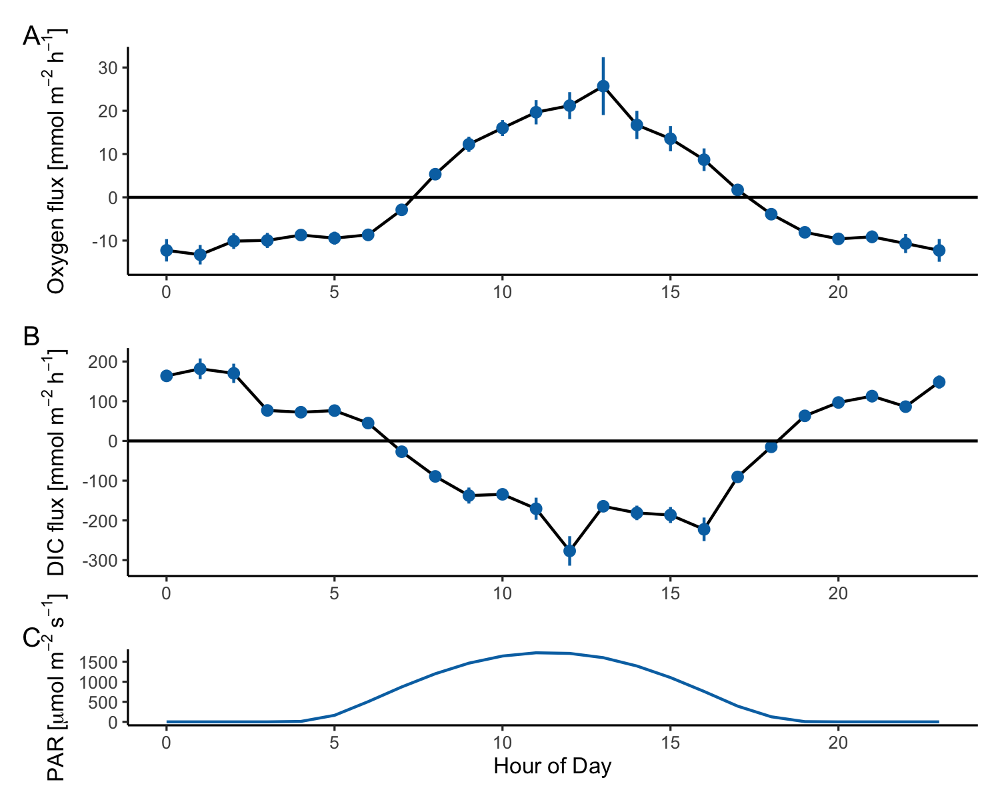 A
Oxygen flux [mmol m⁻² h⁻¹]
30
20
10
0
-10
0 5 10 15 20
B
DIC flux [mmol m⁻² h⁻¹]
200
100
0
-100
-200
-300
0 5 10 15 20
C
PAR [µmol m⁻² s⁻¹]
1500
1000
500
0
0 5 10 15 20
Hour of Day